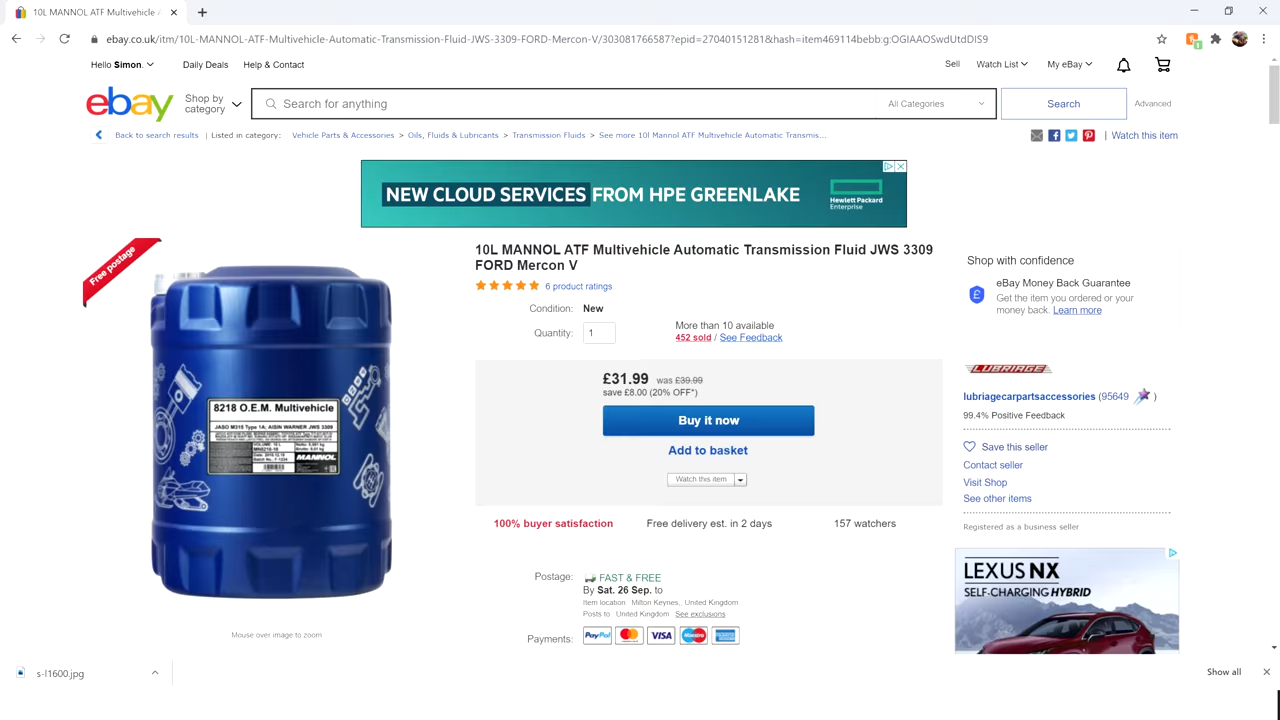 10L MANNOL ATF Multivehicle Au
ebay.co.uk/itm/10L-MANNOL-ATF-Multivehicle-Automatic-Transmission-Fluid-JWS-3309-FORD-Mercon-V/303081766587?epid=2704015128&hash=item469114bebb:g:OGIAAOSwdUtdDIS9
Hello Simon. Daily Deals Help & Contact Sell Watch List My eBay
ebay Shop by category Search for anything All Categories Search Advanced
Back to search results | Listed in category: Vehicle Parts & Accessories > Oils, Fluids & Lubricants > Transmission Fluids > See more 10l Mannol ATF Multivehicle Automatic Transmis... | Watch this item
NEW CLOUD SERVICES FROM HPE GREENLAKE
Hewlett Packard
Enterprise
Free postage
8218 O.E.M. Multivehicle
JASO M315 Type 1A; AISIN WARNER JWS 3309
MANNOL
Mouse over image to zoom
10L MANNOL ATF Multivehicle Automatic Transmission Fluid JWS 3309
FORD Mercon V
6 product ratings
Condition: New
Quantity: 1
More than 10 available
452 sold / See Feedback
£31.99 was £39.99
save £8.00 (20% OFF*)
Buy it now
Add to basket
Watch this item
100% buyer satisfaction Free delivery est. in 2 days 157 watchers
Postage: FAST & FREE
By Sat. 26 Sep. to
Item location Milton Keynes, United Kingdom
Posts to United Kingdom See exclusions
Payments: PayPal VISA
Shop with confidence
eBay Money Back Guarantee
Get the item you ordered or your
money back. Learn more
LUBRIAGE
lubriagecarpartsaccessories (95649 )
99.4% Positive Feedback
Save this seller
Contact seller
Visit Shop
See other items
Registered as a business seller
LEXUS NX
SELF-CHARGING HYBRID
s-l1600.jpg
Show all